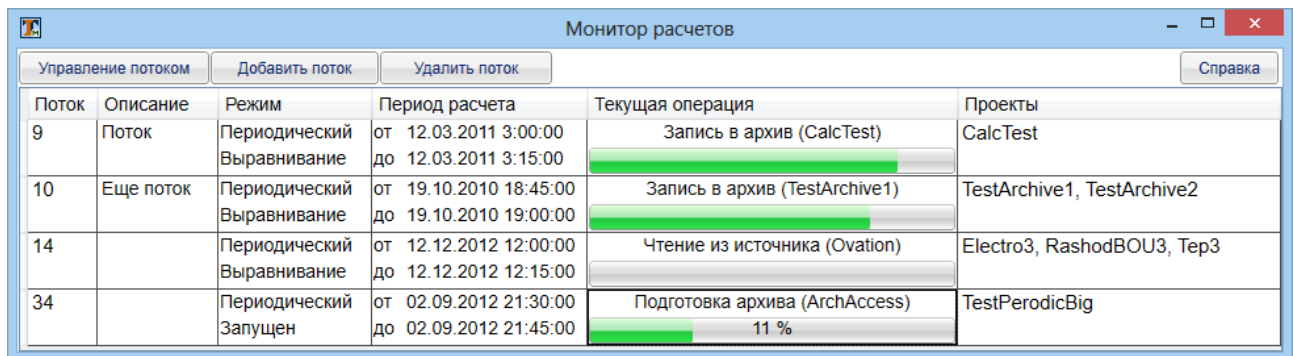 Монитор расчетов
Управление потоком Добавить поток Удалить поток Справка
Поток Описание Режим Период расчета Текущая операция Проекты
9 Поток Периодический от 12.03.2011 3:00:00 Запись в архив (CalcTest) CalcTest
Выравнивание до 12.03.2011 3:15:00
10 Еще поток Периодический от 19.10.2010 18:45:00 Запись в архив (TestArchive1) TestArchive1, TestArchive2
Выравнивание до 19.10.2010 19:00:00
14 Периодический от 12.12.2012 12:00:00 Чтение из источника (Ovation) Electro3, RashodBOU3, Tep3
Выравнивание до 12.12.2012 12:15:00
34 Периодический от 02.09.2012 21:30:00 Подготовка архива (ArchAccess) TestPerodicBig
Запущен до 02.09.2012 21:45:00 11 %